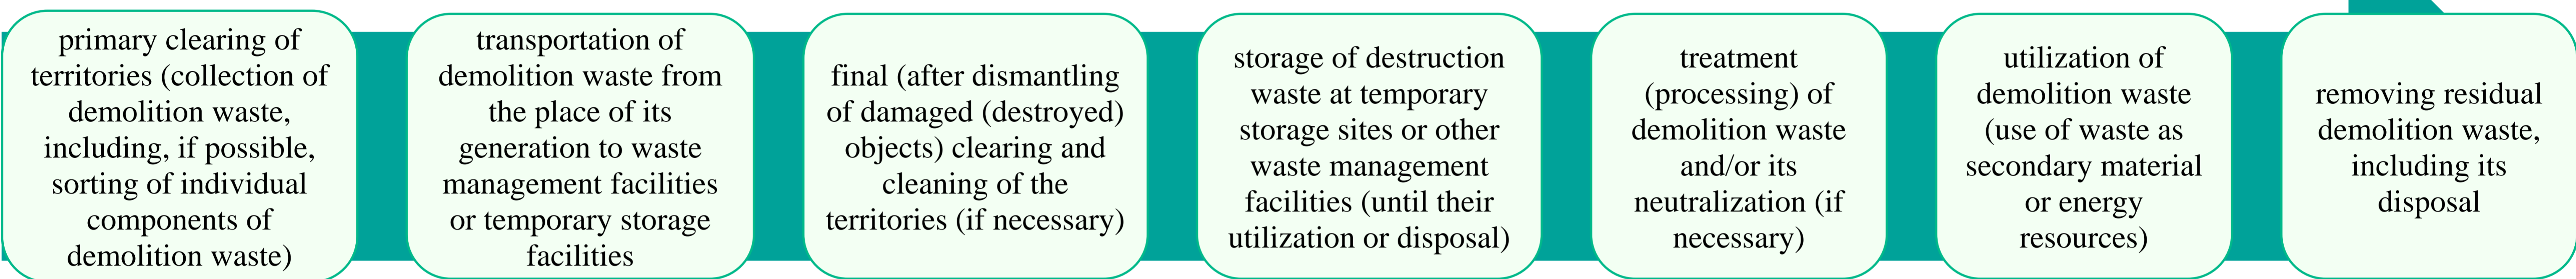 primary clearing of
territories (collection of
demolition waste,
including, if possible,
sorting of individual
components of
demolition waste)
transportation of
demolition waste from
the place of its
generation to waste
management facilities
or temporary storage
facilities
final (after dismantling
of damaged (destroyed)
objects) clearing and
cleaning of the
territories (if necessary)
storage of destruction
waste at temporary
storage sites or other
waste management
facilities (until their
utilization or disposal)
treatment
(processing) of
demolition waste
and/or its
neutralization (if
necessary)
utilization of
demolition waste
(use of waste as
secondary material
or energy
resources)
removing residual
demolition waste,
including its
disposal